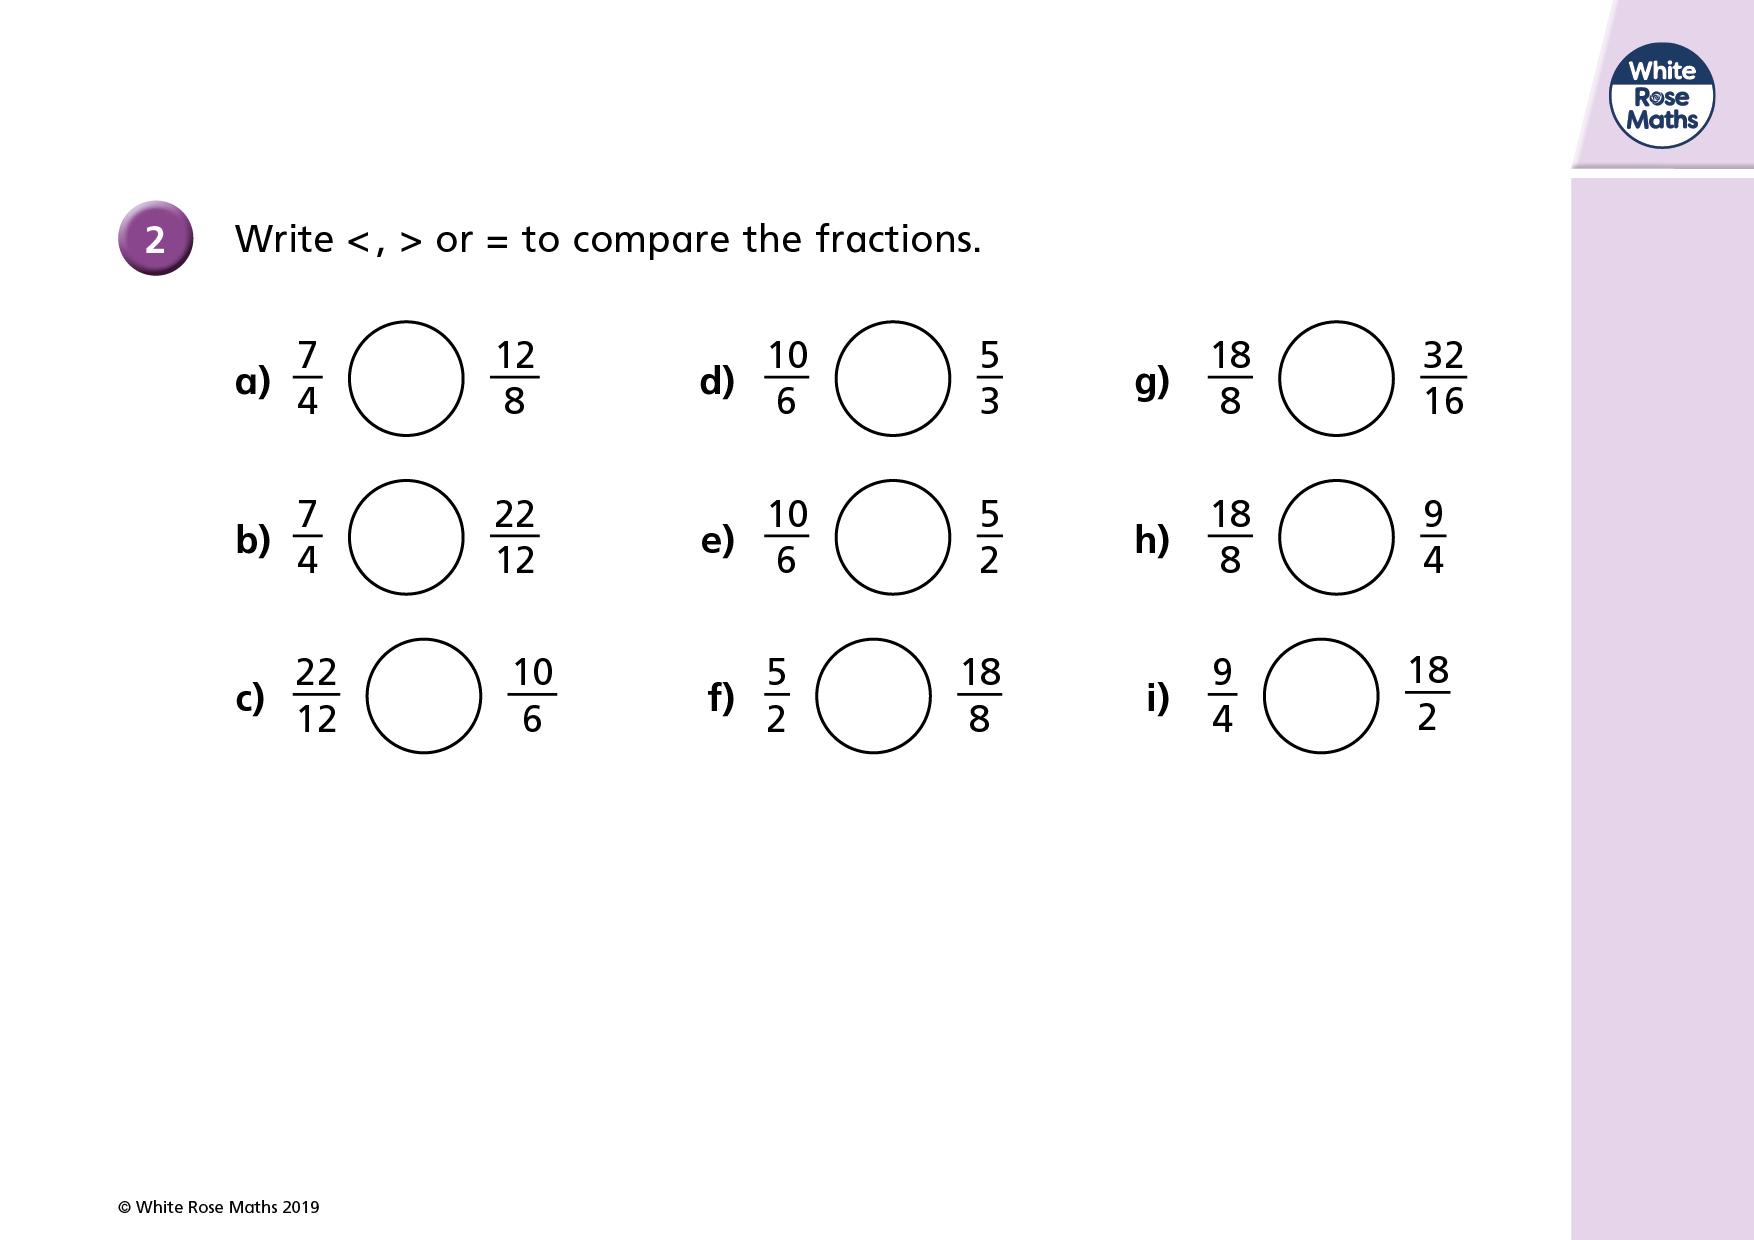 White
Rose
Maths
2 Write <, > or = to compare the fractions.
a) 7/4 12/8 d) 10/6 5/3 g) 18/8 32/16
b) 7/4 22/12 e) 10/6 5/2 h) 18/8 9/4
c) 22/12 10/6 f) 5/2 18/8 i) 9/4 18/2
© White Rose Maths 2019